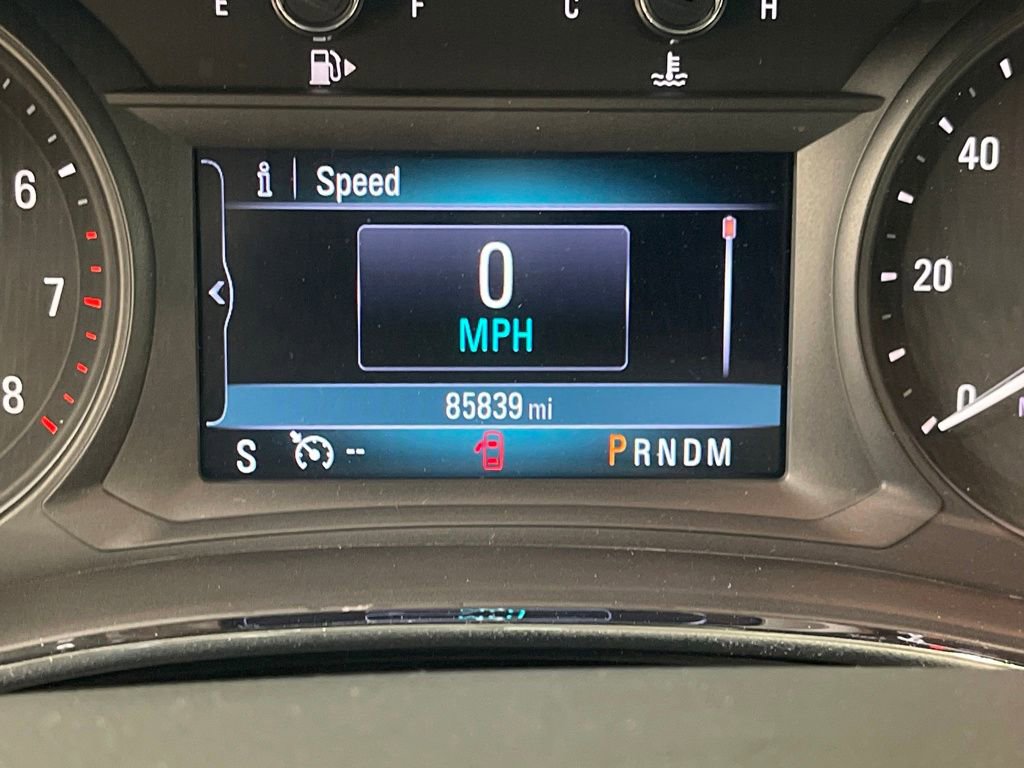 E F C H
i Speed
6
7
8
0
MPH
85839 mi
S -- PRNDM
40
20
0